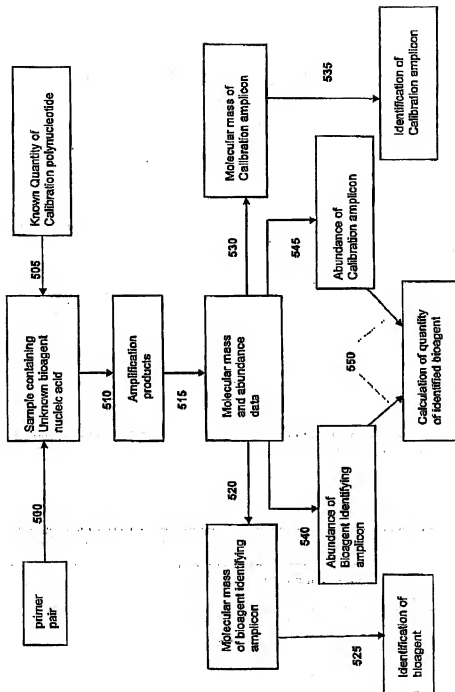 primer
pair
500
Sample containing
Unknown bioagent
nucleic acid
505
Known Quantity of
Calibration polynucleotide
510
Amplification
products
515
Molecular mass
and abundance
data
520
Molecular mass
of bioagent identifying
amplicon
525
Identification of
bioagent
530
Molecular mass of
Calibration amplicon
535
Identification of
Calibration amplicon
540
Abundance of
Bioagent identifying
amplicon
545
Abundance of
Calibration amplicon
550
Calculation of quantity
of identified bioagent